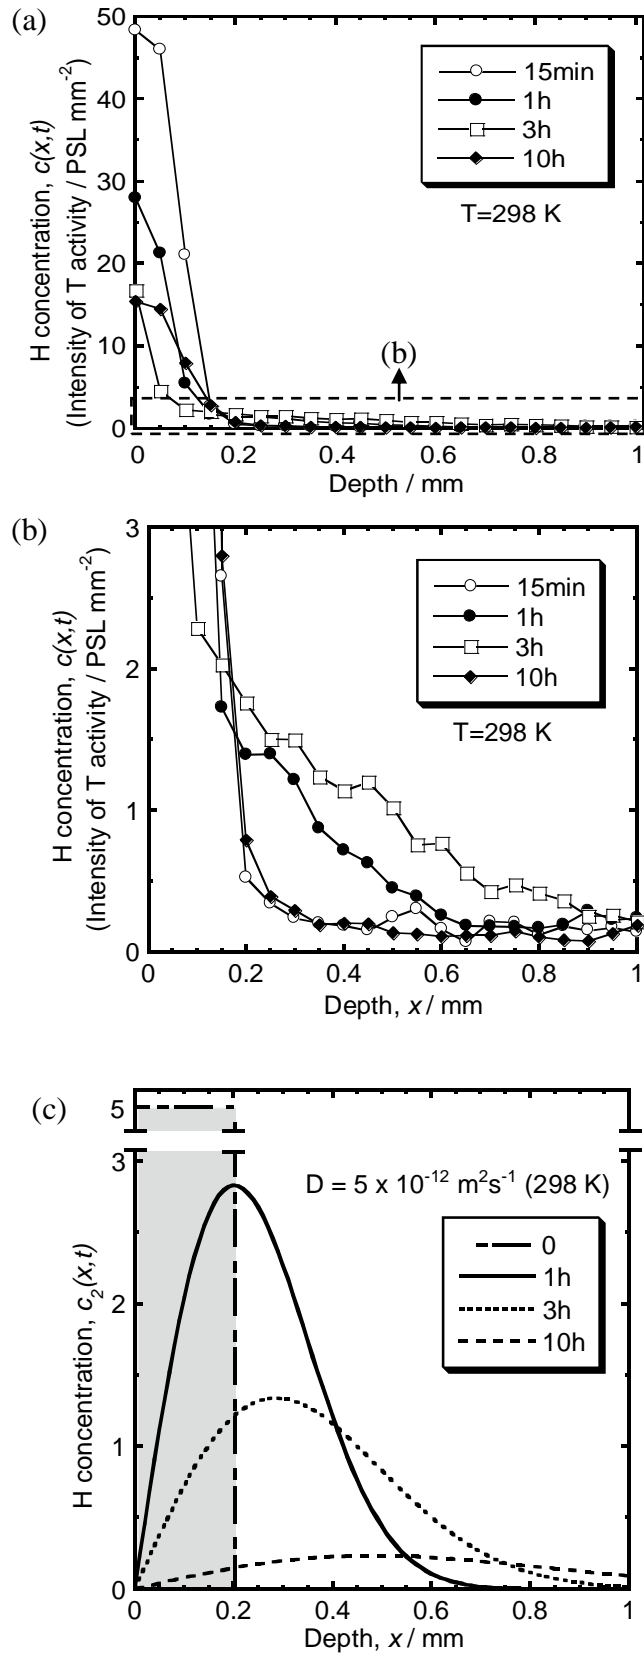 (a)
50
40
30
20
10
0
H concentration, c(x,t)
(Intensity of T activity / PSL mm-2)
15min
1h
3h
10h
T=298 K
(b)
0 0.2 0.4 0.6 0.8 1
Depth / mm
(b)
3
2
1
0
H concentration, c(x,t)
(Intensity of T activity / PSL mm-2)
15min
1h
3h
10h
T=298 K
0 0.2 0.4 0.6 0.8 1
Depth, x / mm
(c)
5
3
2
1
0
H concentration, c2(x,t)
D = 5 x 10-12 m2s-1 (298 K)
0
1h
3h
10h
0 0.2 0.4 0.6 0.8 1
Depth, x / mm